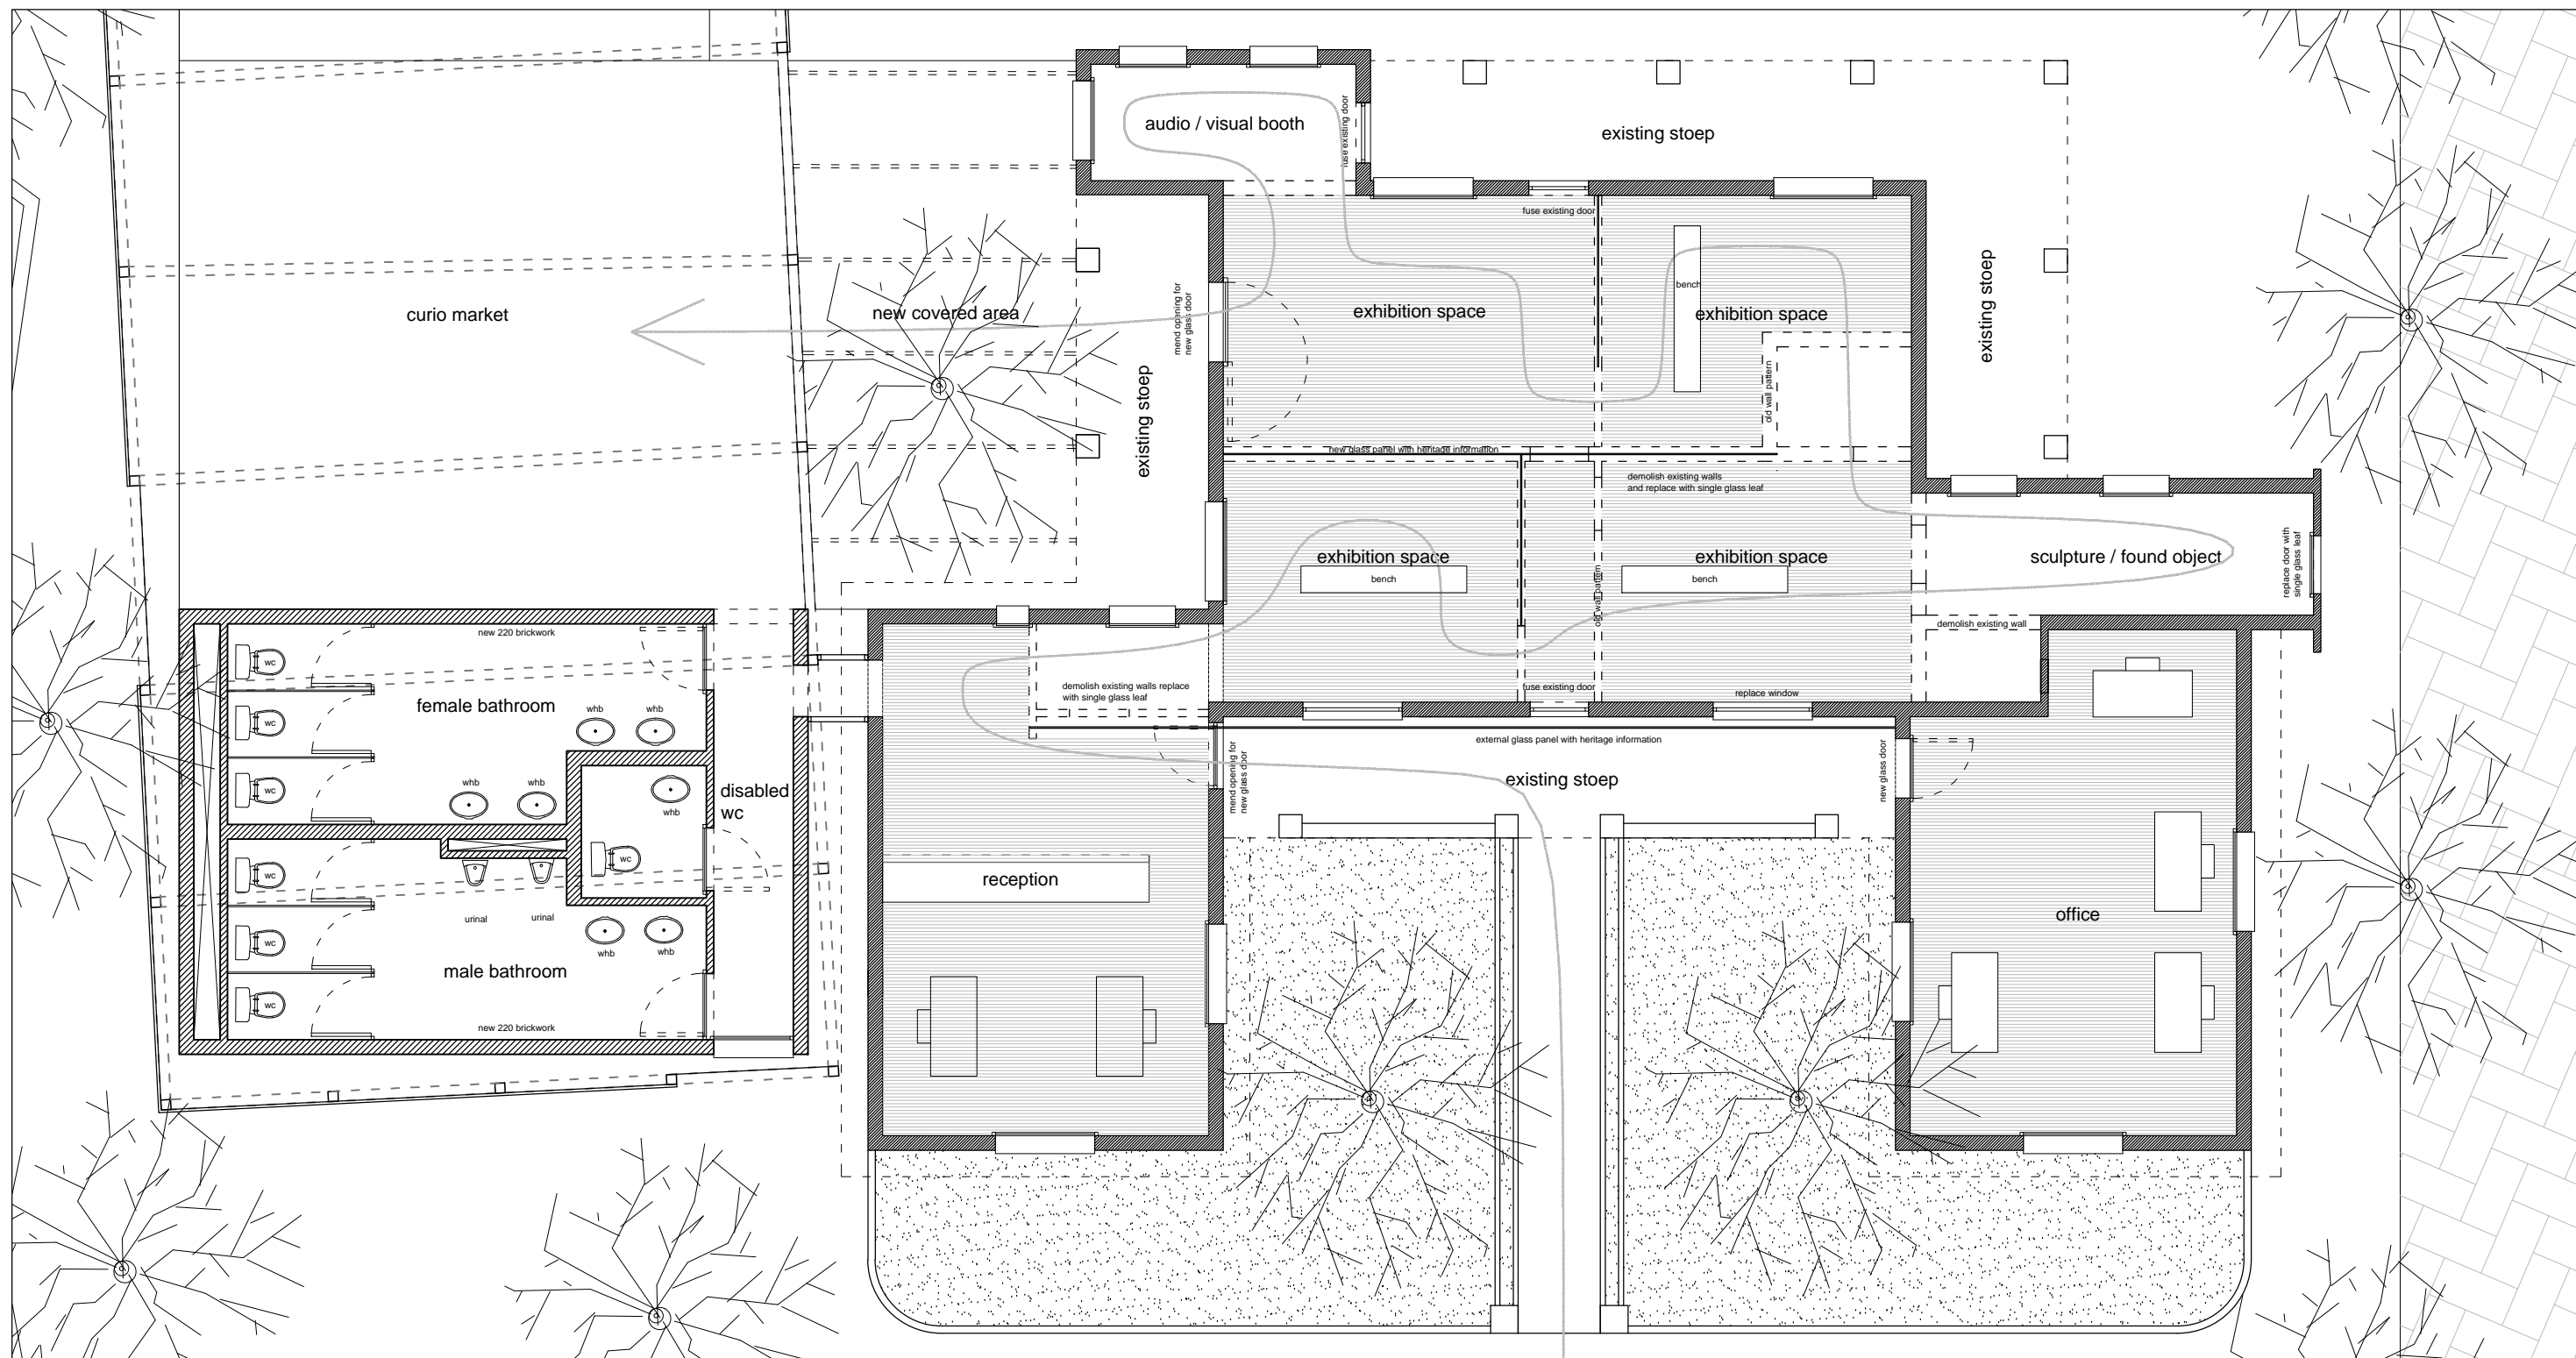 audio / visual booth
fuse existing door
existing stoep
fuse existing door
curio market
new covered area
mend opening for
new glass door
exhibition space
bench
exhibition space
existing stoep
existing stoep
old wall pattern
new glass panel with heritage information
demolish existing walls
and replace with single glass leaf
exhibition space
bench
old wall pattern
exhibition space
bench
sculpture / found object
replace door with
single glass leaf
demolish existing wall
new 220 brickwork
wc
female bathroom
wc
whb
whb
wc
whb
whb
whb
disabled
wc
wc
wc
urinal
urinal
wc
whb
whb
male bathroom
wc
new 220 brickwork
demolish existing walls replace
with single glass leaf
fuse existing door
replace window
external glass panel with heritage information
mend opening for
new glass door
existing stoep
new glass door
reception
office